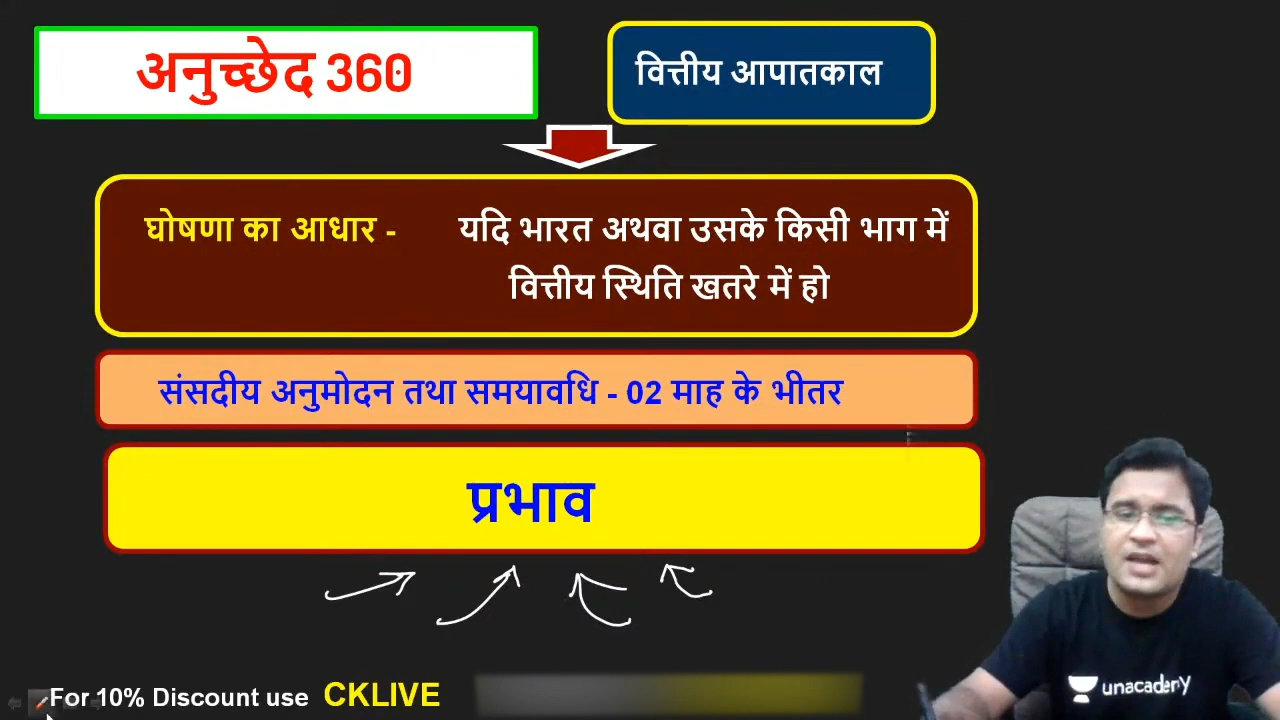 अनुच्छेद 360
वित्तीय आपातकाल
घोषणा का आधार - यदि भारत अथवा उसके किसी भाग में
वित्तीय स्थिति खतरे में हो
संसदीय अनुमोदन तथा समयावधि - 02 माह के भीतर
प्रभाव
unacademy
For 10% Discount use CKLIVE